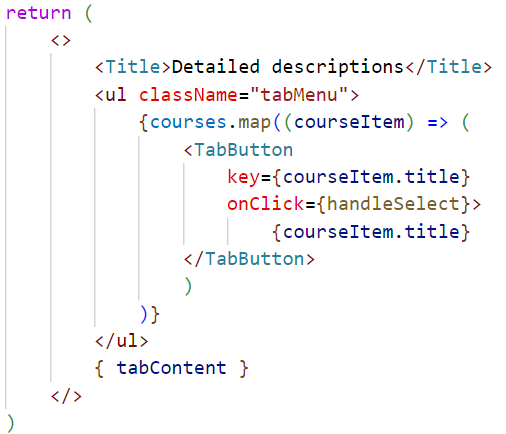 return (
<>
<Title>Detailed descriptions</Title>
<ul className="tabMenu">
{courses.map((courseItem) => (
<TabButton
key={courseItem.title}
onClick={handleSelect}>
{courseItem.title}
</TabButton>
)
)}
</ul>
{ tabContent }
</>
)